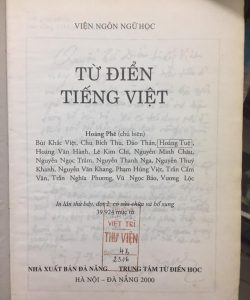 VIỆN NGÔN NGỮ HỌC
TỪ ĐIỂN
TIẾNG VIỆT
Hoàng Phê (chủ biên)
Bùi Khắc Việt, Chu Bích Thu, Đào Thản, Hoàng Tuệ,
Hoàng Văn Hành, Lê Kim Chi, Nguyễn Minh Châu,
Nguyễn Ngọc Trâm, Nguyễn Thanh Nga, Nguyễn Thuý
Khanh, Nguyễn Văn Khang, Phạm Hùng Việt, Trần Cẩm
Vân, Trần Nghĩa Phương, Vũ Ngọc Bảo, Vương Lộc
In lần thứ bảy, đợt 2, có sửa chữa và bổ sung
39.924 mục từ
VIỆT TRÌ
THƯ VIỆN
NHÀ XUẤT BẢN ĐÀ NẴNG TRUNG TÂM TỪ ĐIỂN HỌC
HÀ NỘI - ĐÀ NẴNG 2000